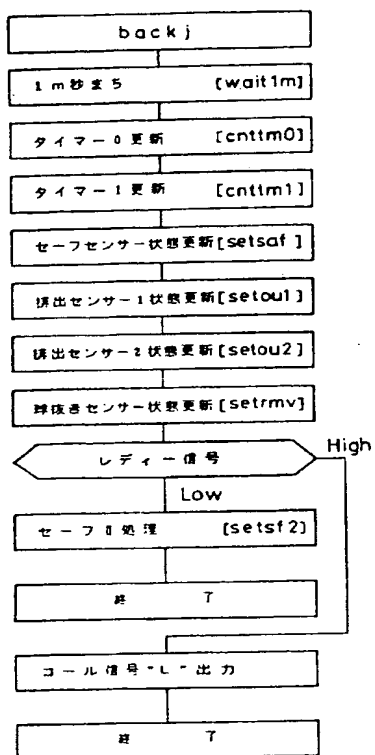 backj
1m秒まち [wait1m]
タイマー0更新 [cnttm0]
タイマー1更新 [cnttm1]
セーフセンサー状態更新[setsaf ]
排出センサー1状態更新[setou1]
排出センサー2状態更新[setou2]
球抜きセンサー状態更新[setrmv]
レディー信号
High
Low
セーフⅡ処理 [setsf2]
終了
コール信号"L"出力
終了